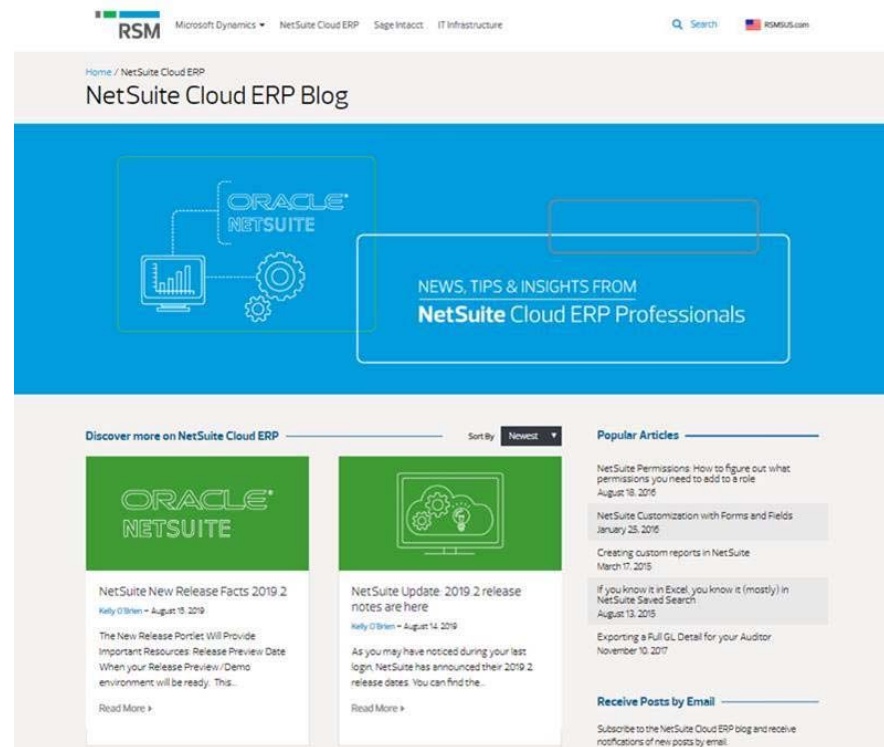 RSM
Microsoft Dynamics
NetSuite Cloud ERP
Sage Intacct
IT Infrastructure
Search
RSMSUS.com
Home / NetSuite Cloud ERP
NetSuite Cloud ERP Blog
ORACLE
NETSUITE
NEWS, TIPS & INSIGHTS FROM
NetSuite Cloud ERP Professionals
Discover more on NetSuite Cloud ERP
Sort By Newest
ORACLE
NETSUITE
NetSuite New Release Facts 2019.2
Kelly O'Brien – August 15, 2019
The New Release Portlet Will Provide
Important Resources: Release Preview Date
When your Release Preview /Demo
environment will be ready. This...
Read More
NetSuite Update: 2019.2 release
notes are here
Kelly O'Brien – August 14, 2019
As you may have noticed during your last
login, NetSuite has announced their 2019.2
release dates. You can find the...
Read More
Popular Articles
NetSuite Permissions: How to figure out what
permissions you need to add to a role
August 18, 2016
NetSuite Customization with Forms and Fields
January 25, 2016
Creating custom reports in NetSuite
March 17, 2015
If you know it in Excel, you know it (mostly) in
NetSuite Saved Search
August 13, 2015
Exporting a Full GL Detail for your Auditor
November 10, 2017
Receive Posts by Email
Subscribe to the NetSuite Cloud ERP blog and receive
notifications of new posts by email.